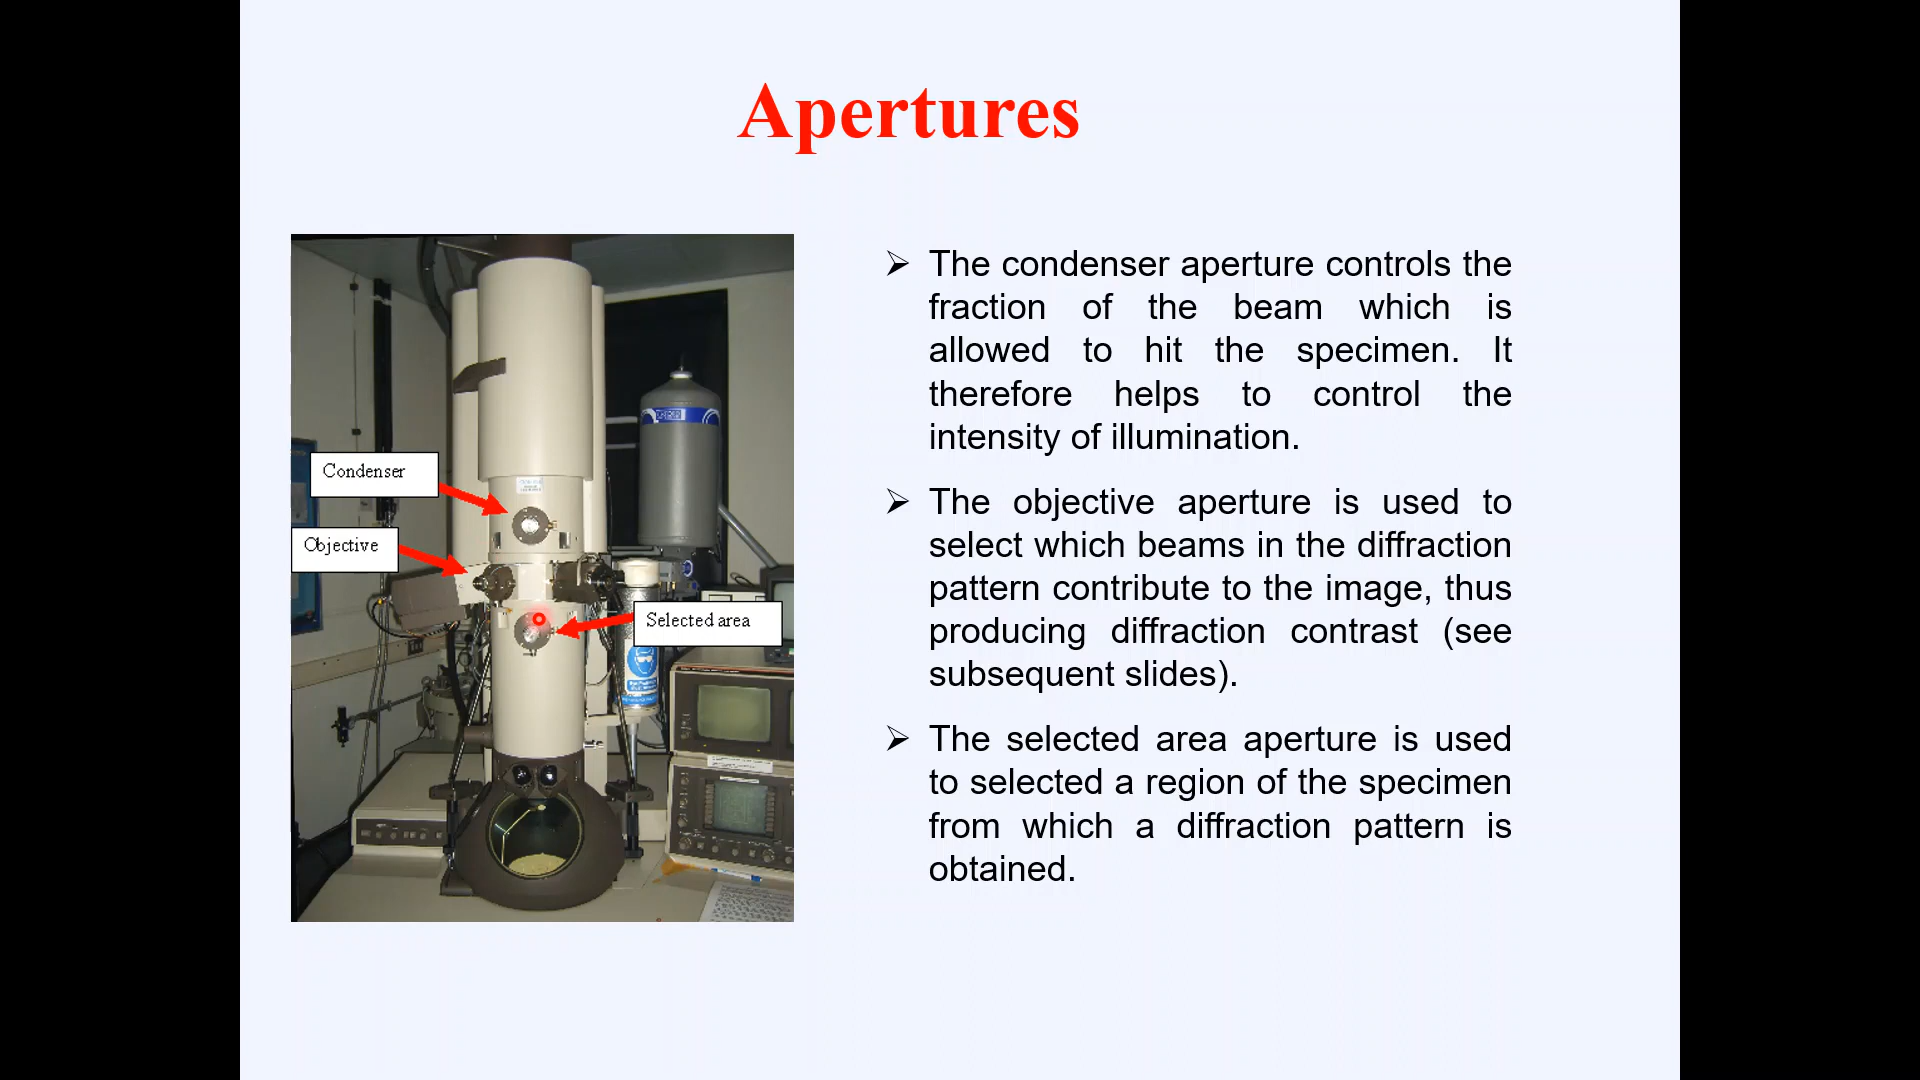 Apertures
Condenser
Objective
Selected area
➢ The condenser aperture controls the
fraction of the beam which is
allowed to hit the specimen. It
therefore helps to control the
intensity of illumination.
➢ The objective aperture is used to
select which beams in the diffraction
pattern contribute to the image, thus
producing diffraction contrast (see
subsequent slides).
➢ The selected area aperture is used
to selected a region of the specimen
from which a diffraction pattern is
obtained.